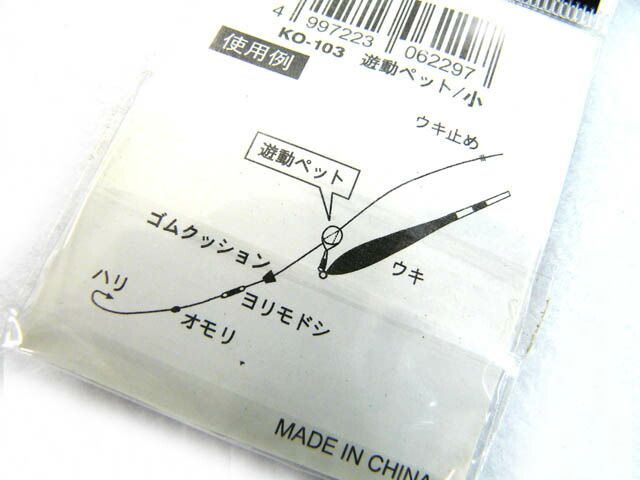 4 997223 062297
KO-103 遊動ペット/小
使用例
ウキ止め
遊動ペット
ゴムクッション
ウキ
ハリ
ヨリモドシ
オモリ
MADE IN CHINA